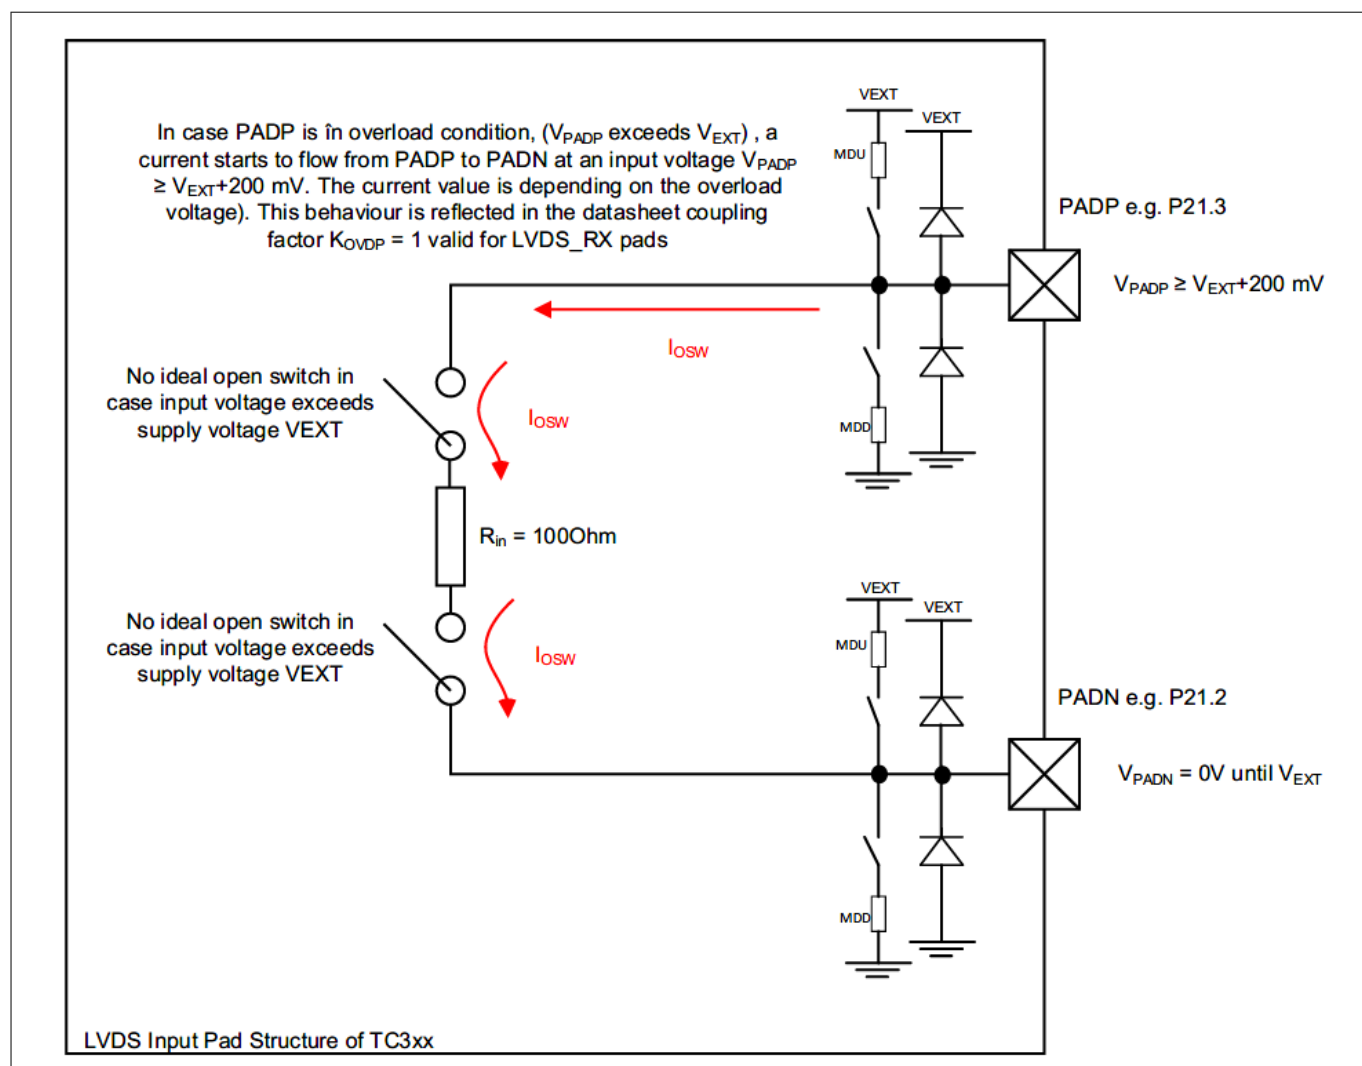 In case PADP is în overload condition, (VPADP exceeds VEXT) , a
current starts to flow from PADP to PADN at an input voltage VPADP
≥ VEXT+200 mV. The current value is depending on the overload
voltage). This behaviour is reflected in the datasheet coupling
factor KOVDP = 1 valid for LVDS_RX pads
VEXT
VEXT
MDU
PADP e.g. P21.3
VPADP ≥ VEXT+200 mV
IOSW
MDD
No ideal open switch in
case input voltage exceeds
supply voltage VEXT
IOSW
Rin = 100Ohm
No ideal open switch in
case input voltage exceeds
supply voltage VEXT
IOSW
VEXT
VEXT
MDU
PADN e.g. P21.2
VPADN = 0V until VEXT
MDD
LVDS Input Pad Structure of TC3xx